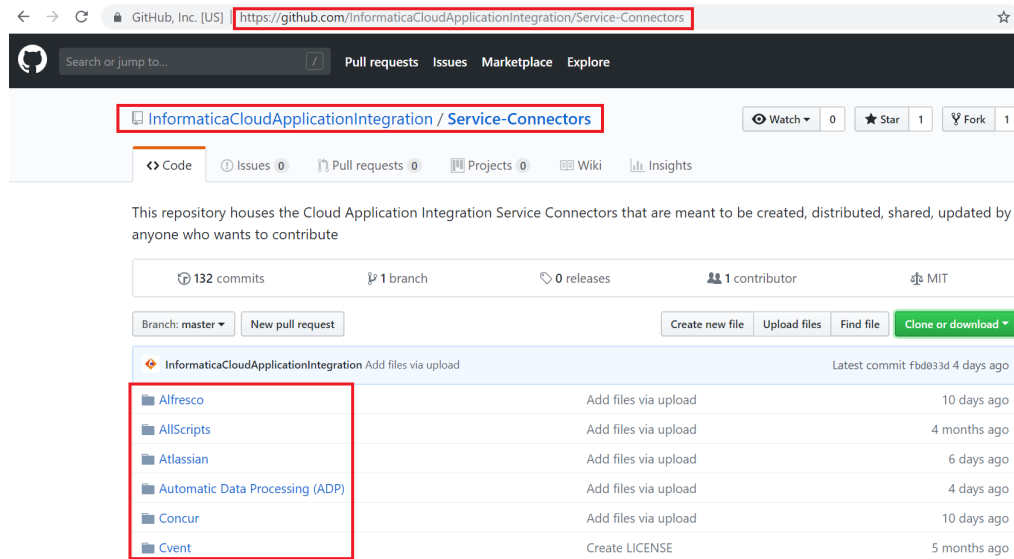 GitHub, Inc. [US] | https://github.com/InformaticaCloudApplicationIntegration/Service-Connectors
Search or jump to... / Pull requests Issues Marketplace Explore
InformaticaCloudApplicationIntegration / Service-Connectors Watch 0 Star 1 Fork 1
Code Issues 0 Pull requests 0 Projects 0 Wiki Insights
This repository houses the Cloud Application Integration Service Connectors that are meant to be created, distributed, shared, updated by
anyone who wants to contribute
132 commits 1 branch 0 releases 1 contributor MIT
Branch: master New pull request Create new file Upload files Find file Clone or download
InformaticaCloudApplicationIntegration Add files via upload Latest commit fbd033d 4 days ago
Alfresco Add files via upload 10 days ago
AllScripts Add files via upload 4 months ago
Atlassian Add files via upload 6 days ago
Automatic Data Processing (ADP) Add files via upload 4 days ago
Concur Add files via upload 10 days ago
Cvent Create LICENSE 5 months ago